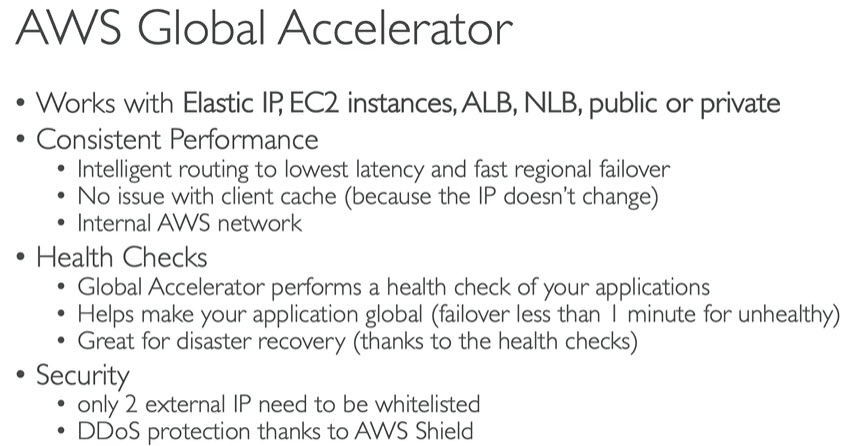 AWS Global Accelerator
• Works with Elastic IP, EC2 instances, ALB, NLB, public or private
• Consistent Performance
• Intelligent routing to lowest latency and fast regional failover
• No issue with client cache (because the IP doesn't change)
• Internal AWS network
• Health Checks
• Global Accelerator performs a health check of your applications
• Helps make your application global (failover less than 1 minute for unhealthy)
• Great for disaster recovery (thanks to the health checks)
• Security
• only 2 external IP need to be whitelisted
• DDoS protection thanks to AWS Shield